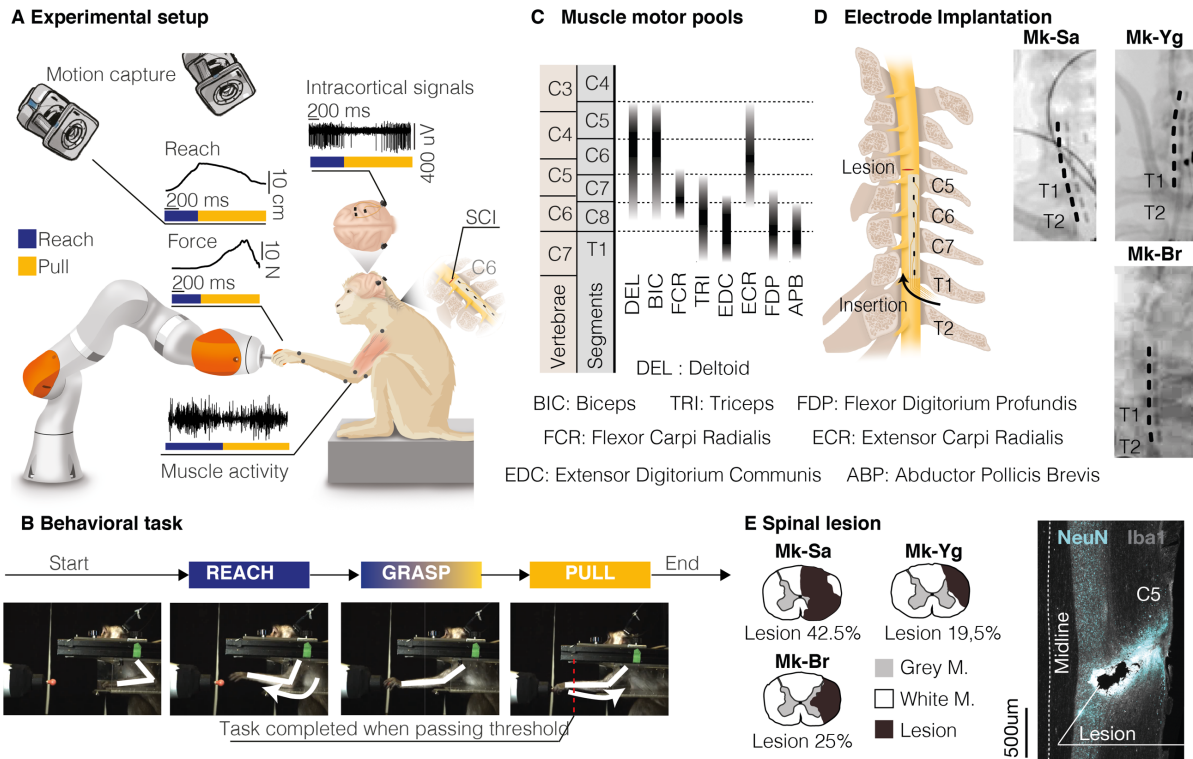 A Experimental setup
Motion capture
Intracortical signals
200 ms
400 uV
Reach
10 cm
200 ms
Force
10 N
200 ms
Reach
Pull
SCI
C6
Muscle activity
C Muscle motor pools
C3
C4
C5
C6
C7
Vertebrae
C4
C5
C6
C7
C8
T1
Segments
DEL
BIC
FCR
TRI
EDC
ECR
FDP
APB
DEL : Deltoid
BIC: Biceps
TRI: Triceps
FDP: Flexor Digitorium Profundis
FCR: Flexor Carpi Radialis
ECR: Extensor Carpi Radialis
EDC: Extensor Digitorium Communis
ABP: Abductor Pollicis Brevis
D Electrode Implantation
Lesion
C5
C6
C7
T1
T2
Insertion
Mk-Sa
T1
T2
Mk-Yg
T1
T2
Mk-Br
T1
T2
B Behavioral task
Start
REACH
GRASP
PULL
End
Task completed when passing threshold
E Spinal lesion
Mk-Sa
Lesion 42.5%
Mk-Yg
Lesion 19,5%
Mk-Br
Lesion 25%
Grey M.
White M.
Lesion
NeuN
Iba1
C5
Midline
Lesion
500um